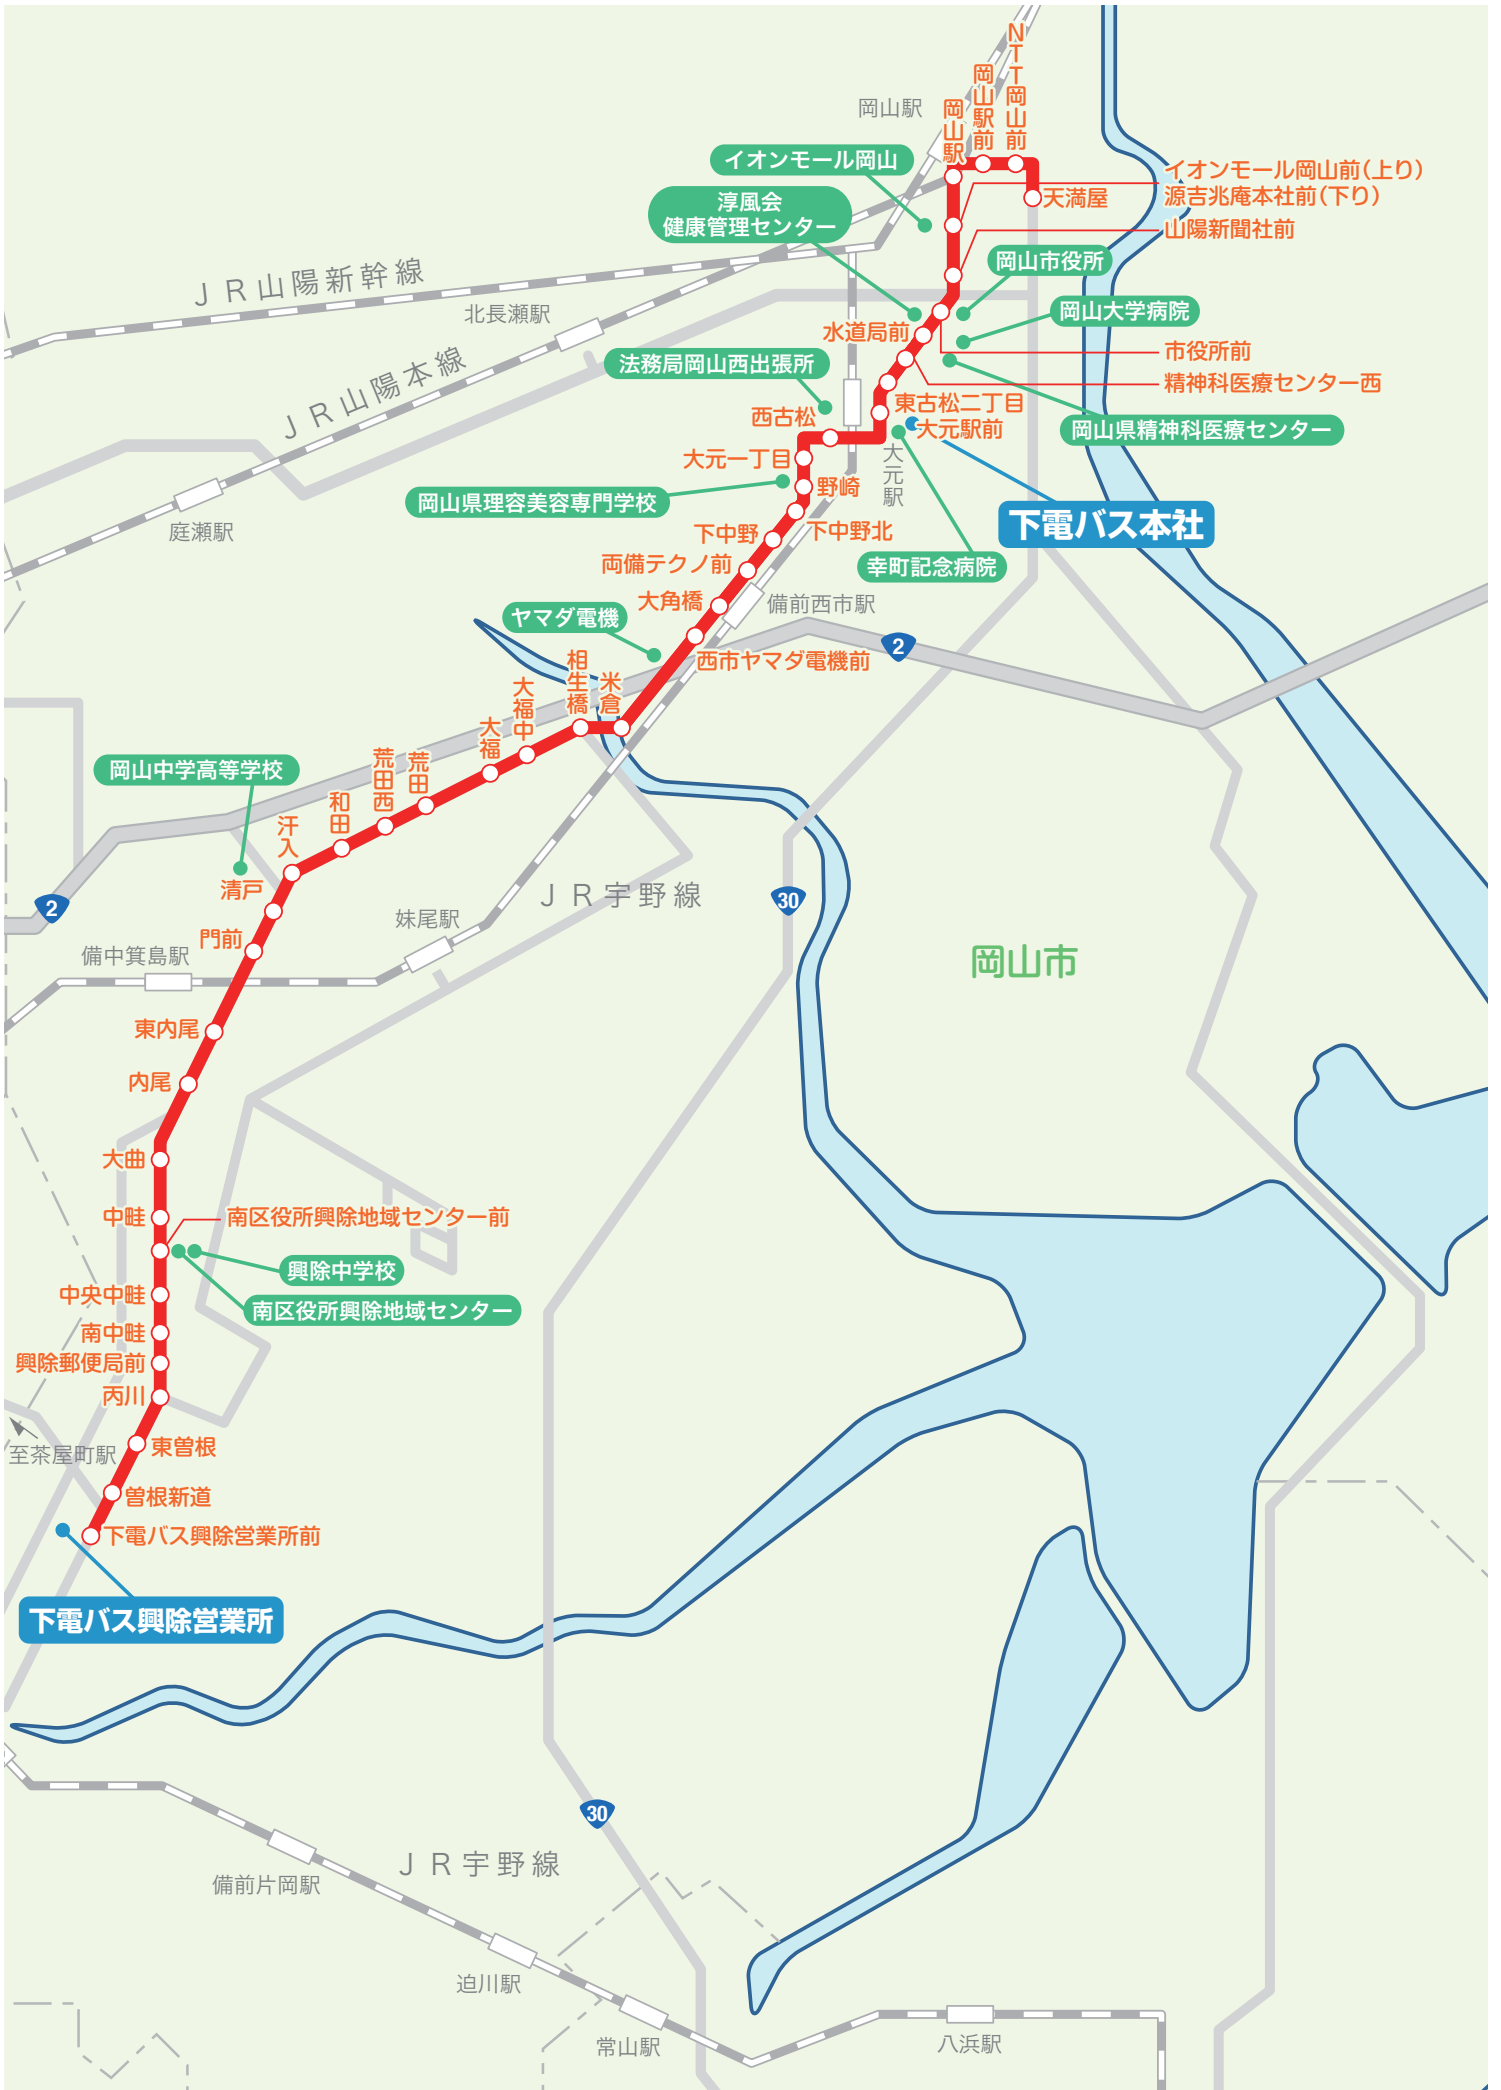 NTT岡山前
岡山駅前
岡山駅
岡山駅
イオンモール岡山
イオンモール岡山前(上り)
源吉兆庵本社前(下り)
天満屋
淳風会
健康管理センター
山陽新聞社前
岡山市役所
JR山陽新幹線
北長瀬駅
岡山大学病院
水道局前
市役所前
JR山陽本線
法務局岡山西出張所
精神科医療センター西
東古松二丁目
大元駅前
西古松
岡山県精神科医療センター
大元駅
大元一丁目
野崎
岡山県理容美容専門学校
下電バス本社
庭瀬駅
下中野
下中野北
両備テクノ前
幸町記念病院
大角橋
備前西市駅
ヤマダ電機
2
西市ヤマダ電機前
相生橋
米倉
大福中
大福
荒田
荒田西
岡山中学高等学校
和田
汗入
清戸
JR宇野線
30
2
妹尾駅
門前
備中箕島駅
岡山市
東内尾
内尾
大曲
中畦
南区役所興除地域センター前
興除中学校
中央中畦
南区役所興除地域センター
南中畦
興除郵便局前
丙川
至茶屋町駅
東曽根
曽根新道
下電バス興除営業所前
下電バス興除営業所
30
JR宇野線
備前片岡駅
迫川駅
常山駅
八浜駅